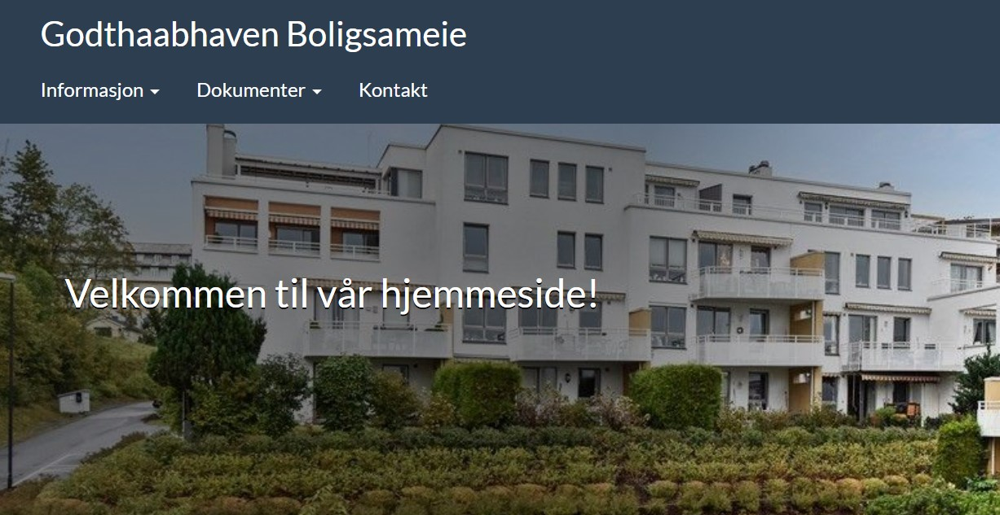 Godthaabhaven Boligsameie
Informasjon
Dokumenter
Kontakt
Velkommen til vår hjemmeside!